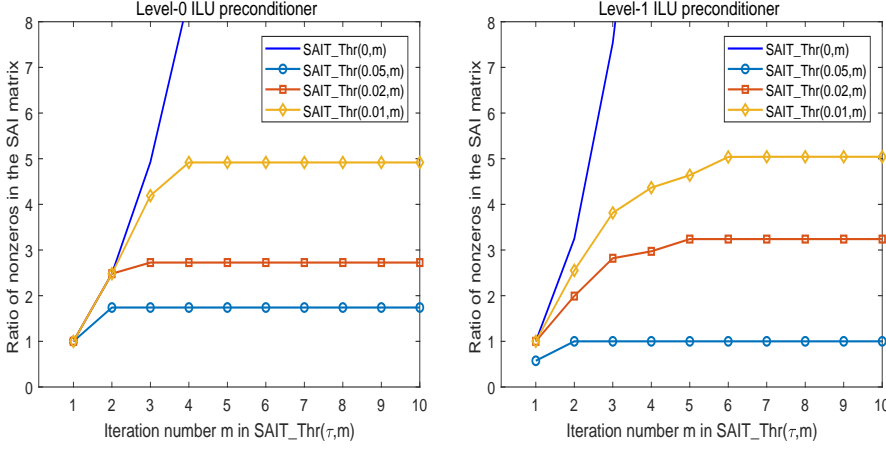 Level-0 ILU preconditioner
Ratio of nonzeros in the SAI matrix
8
7
6
5
4
3
2
1
0
SAIT_Thr(0,m)
SAIT_Thr(0.05,m)
SAIT_Thr(0.02,m)
SAIT_Thr(0.01,m)
1 2 3 4 5 6 7 8 9 10
Iteration number m in SAIT_Thr(τ,m)
Level-1 ILU preconditioner
Ratio of nonzeros in the SAI matrix
8
7
6
5
4
3
2
1
0
SAIT_Thr(0,m)
SAIT_Thr(0.05,m)
SAIT_Thr(0.02,m)
SAIT_Thr(0.01,m)
1 2 3 4 5 6 7 8 9 10
Iteration number m in SAIT_Thr(τ,m)